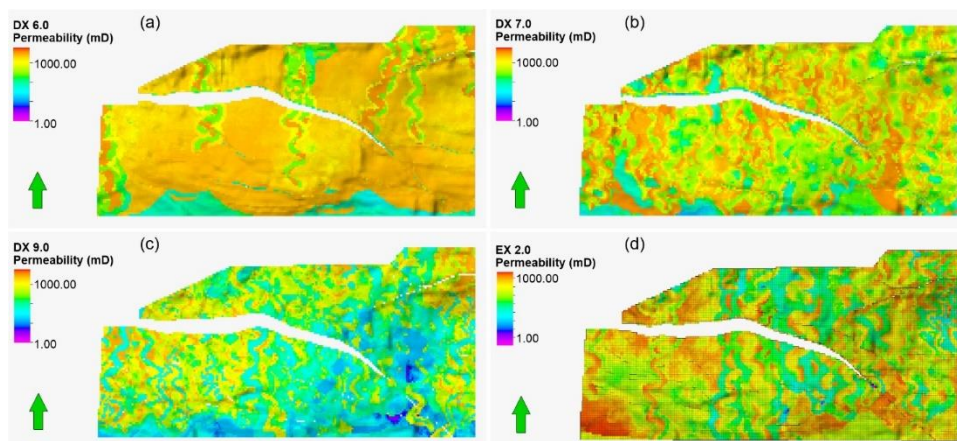 DX 6.0
Permeability (mD)
(a)
1000.00
1.00
DX 7.0
Permeability (mD)
(b)
1000.00
1.00
DX 9.0
Permeability (mD)
(c)
1000.00
1.00
EX 2.0
Permeability (mD)
(d)
1000.00
1.00